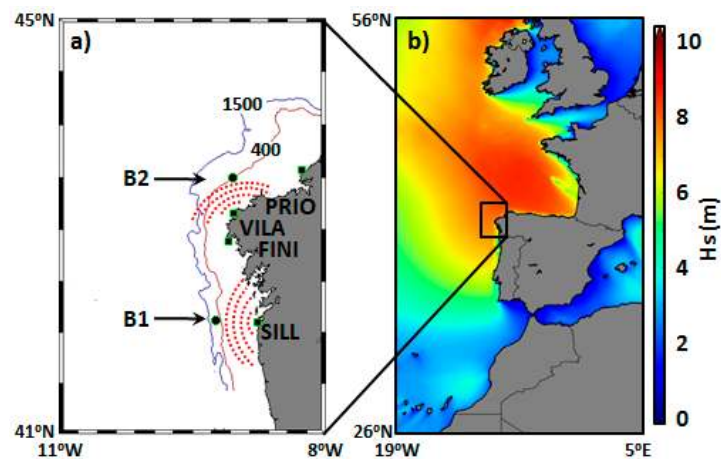 45ºN
a)
1500
400
B2
PRIO
VILA
FINI
B1
SILL
41ºN
11ºW
8ºW
56ºN
b)
26ºN
19ºW
5ºE
10
8
6
4
2
0
Hs (m)